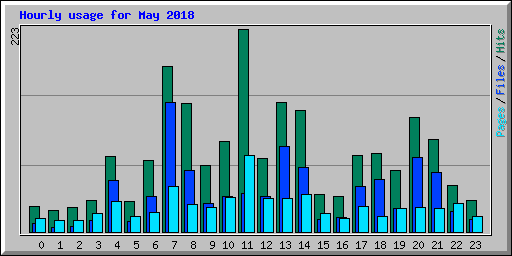 Hourly usage for May 2018
223
Pages / Files / Hits
0 1 2 3 4 5 6 7 8 9 10 11 12 13 14 15 16 17 18 19 20 21 22 23